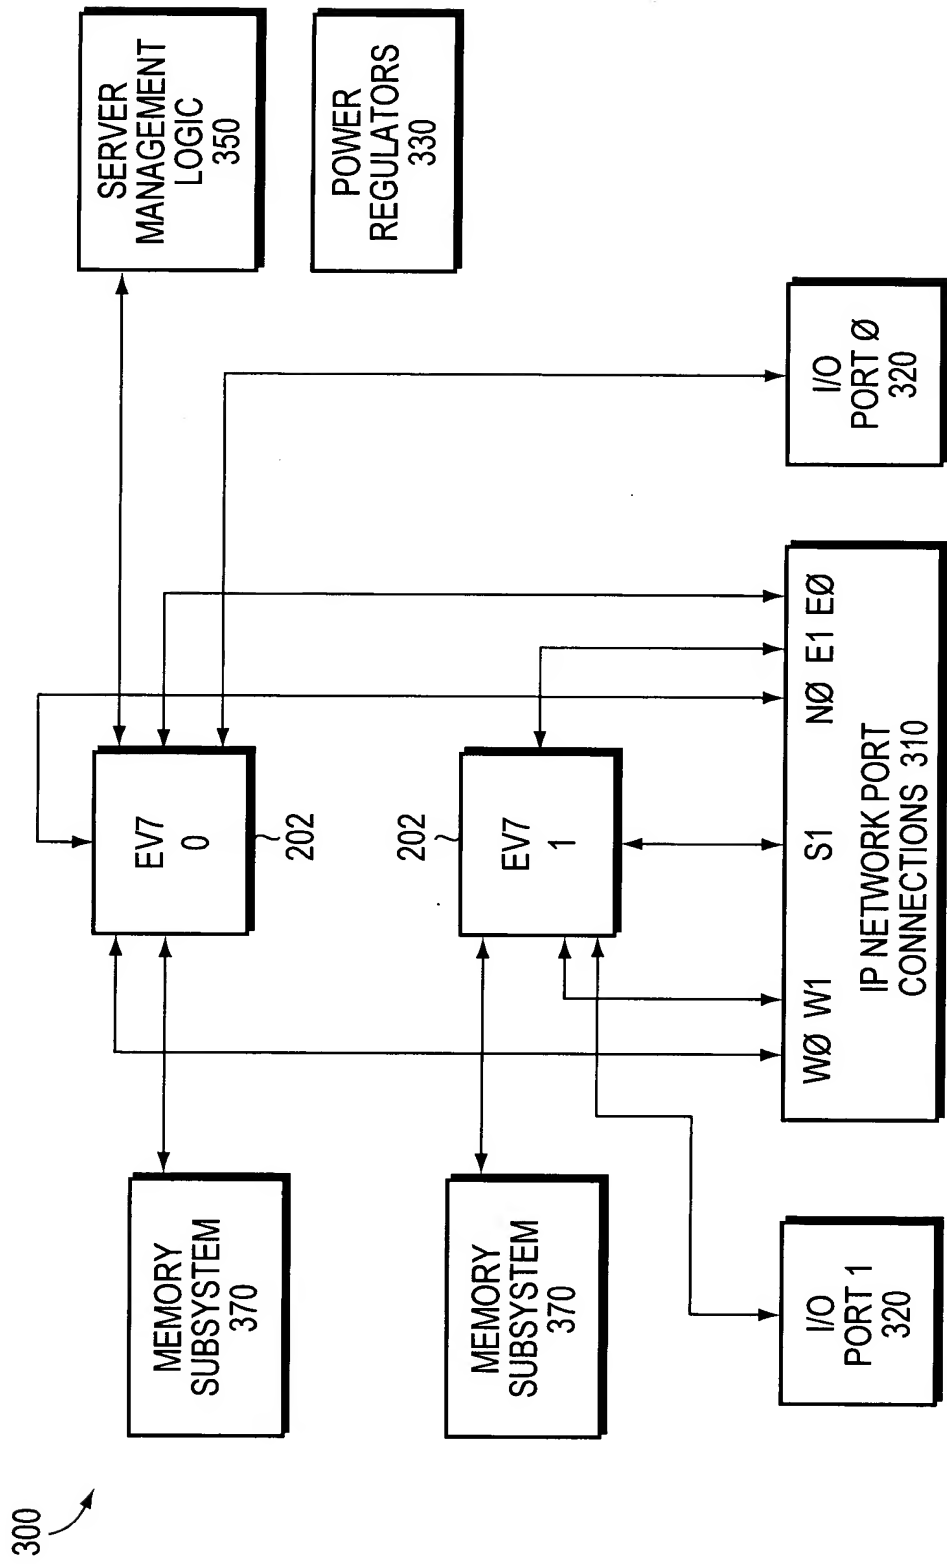 300
MEMORY
SUBSYSTEM
370
EV7
0
202
SERVER
MANAGEMENT
LOGIC
350
POWER
REGULATORS
330
MEMORY
SUBSYSTEM
370
202
EV7
1
I/O
PORT 1
320
WØ W1 S1 NØ E1 EØ
IP NETWORK PORT
CONNECTIONS 310
I/O
PORT Ø
320